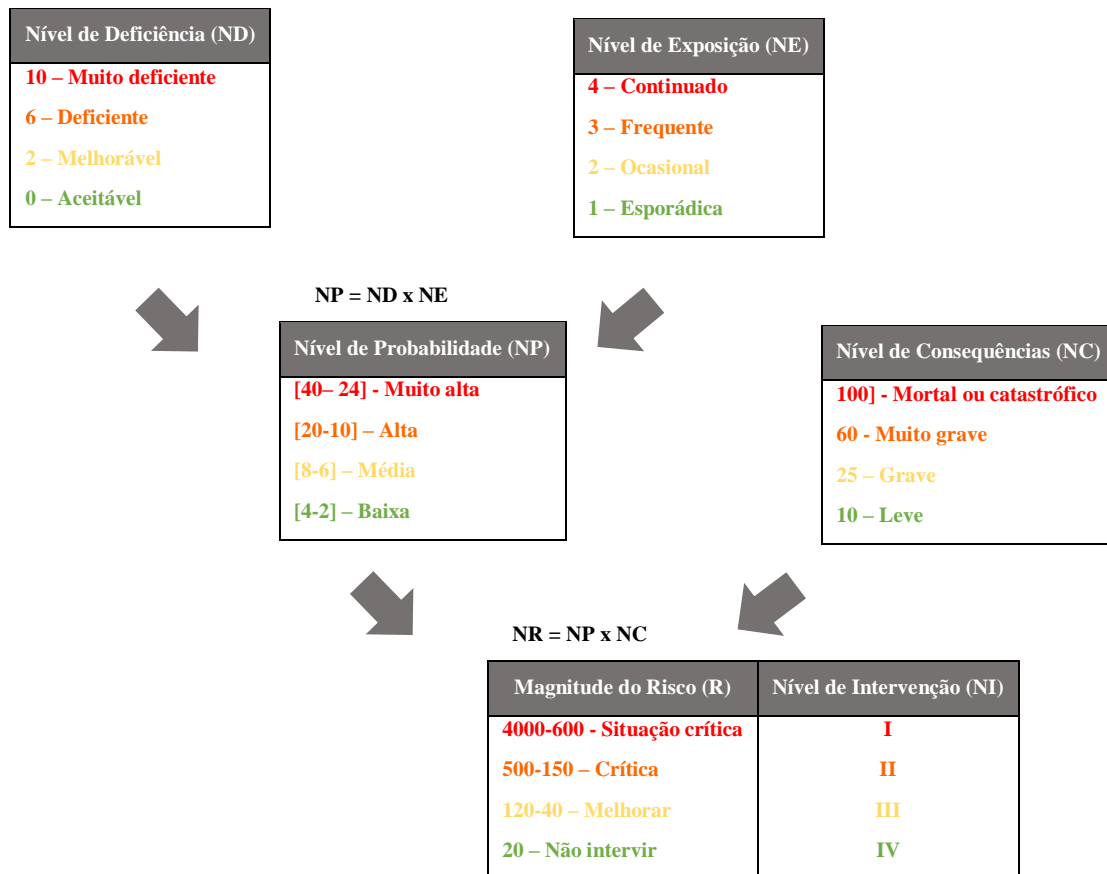 Nível de Deficiência (ND)
10 – Muito deficiente
6 – Deficiente
2 – Melhorável
0 – Aceitável
Nível de Exposição (NE)
4 – Continuado
3 – Frequente
2 – Ocasional
1 – Esporádica
NP = ND x NE
Nível de Probabilidade (NP)
[40– 24] - Muito alta
[20-10] – Alta
[8-6] – Média
[4-2] – Baixa
Nível de Consequências (NC)
100] - Mortal ou catastrófico
60 - Muito grave
25 – Grave
10 – Leve
NR = NP x NC
Magnitude do Risco (R) Nível de Intervenção (NI)
4000-600 - Situação crítica I
500-150 – Crítica II
120-40 – Melhorar III
20 – Não intervir IV